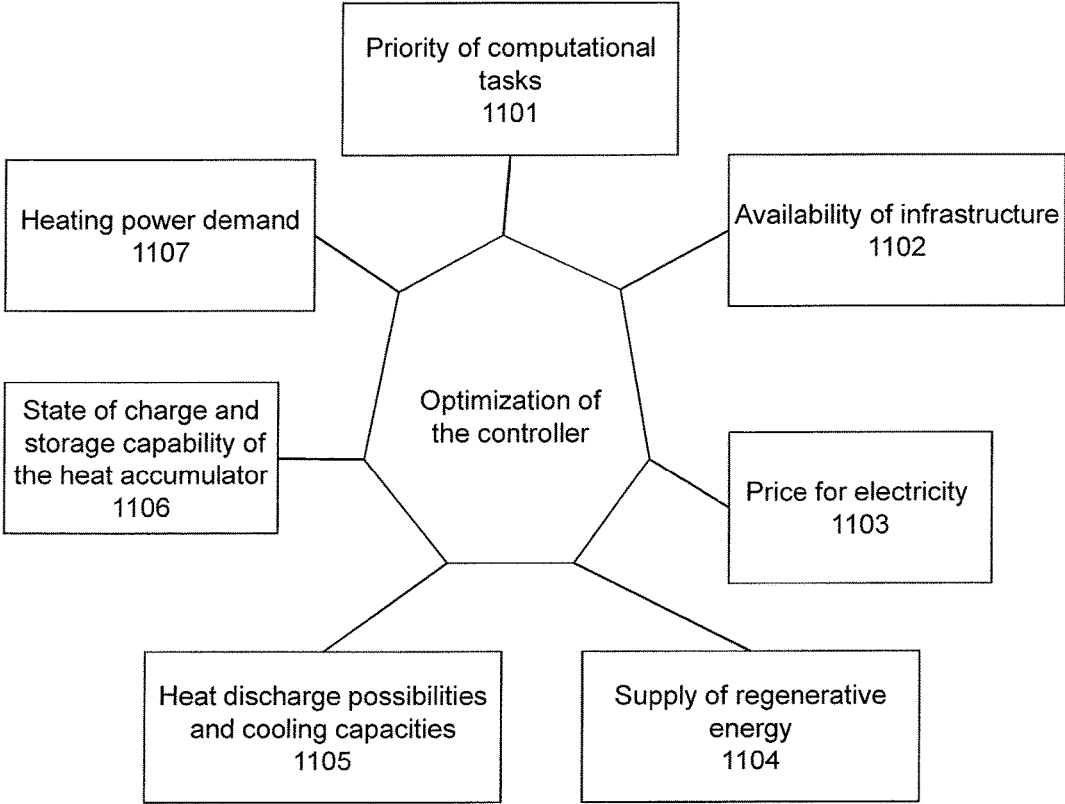 Priority of computational
tasks
1101
Availability of infrastructure
1102
Price for electricity
1103
Supply of regenerative
energy
1104
Heat discharge possibilities
and cooling capacities
1105
State of charge and
storage capability of
the heat accumulator
1106
Heating power demand
1107
Optimization of
the controller